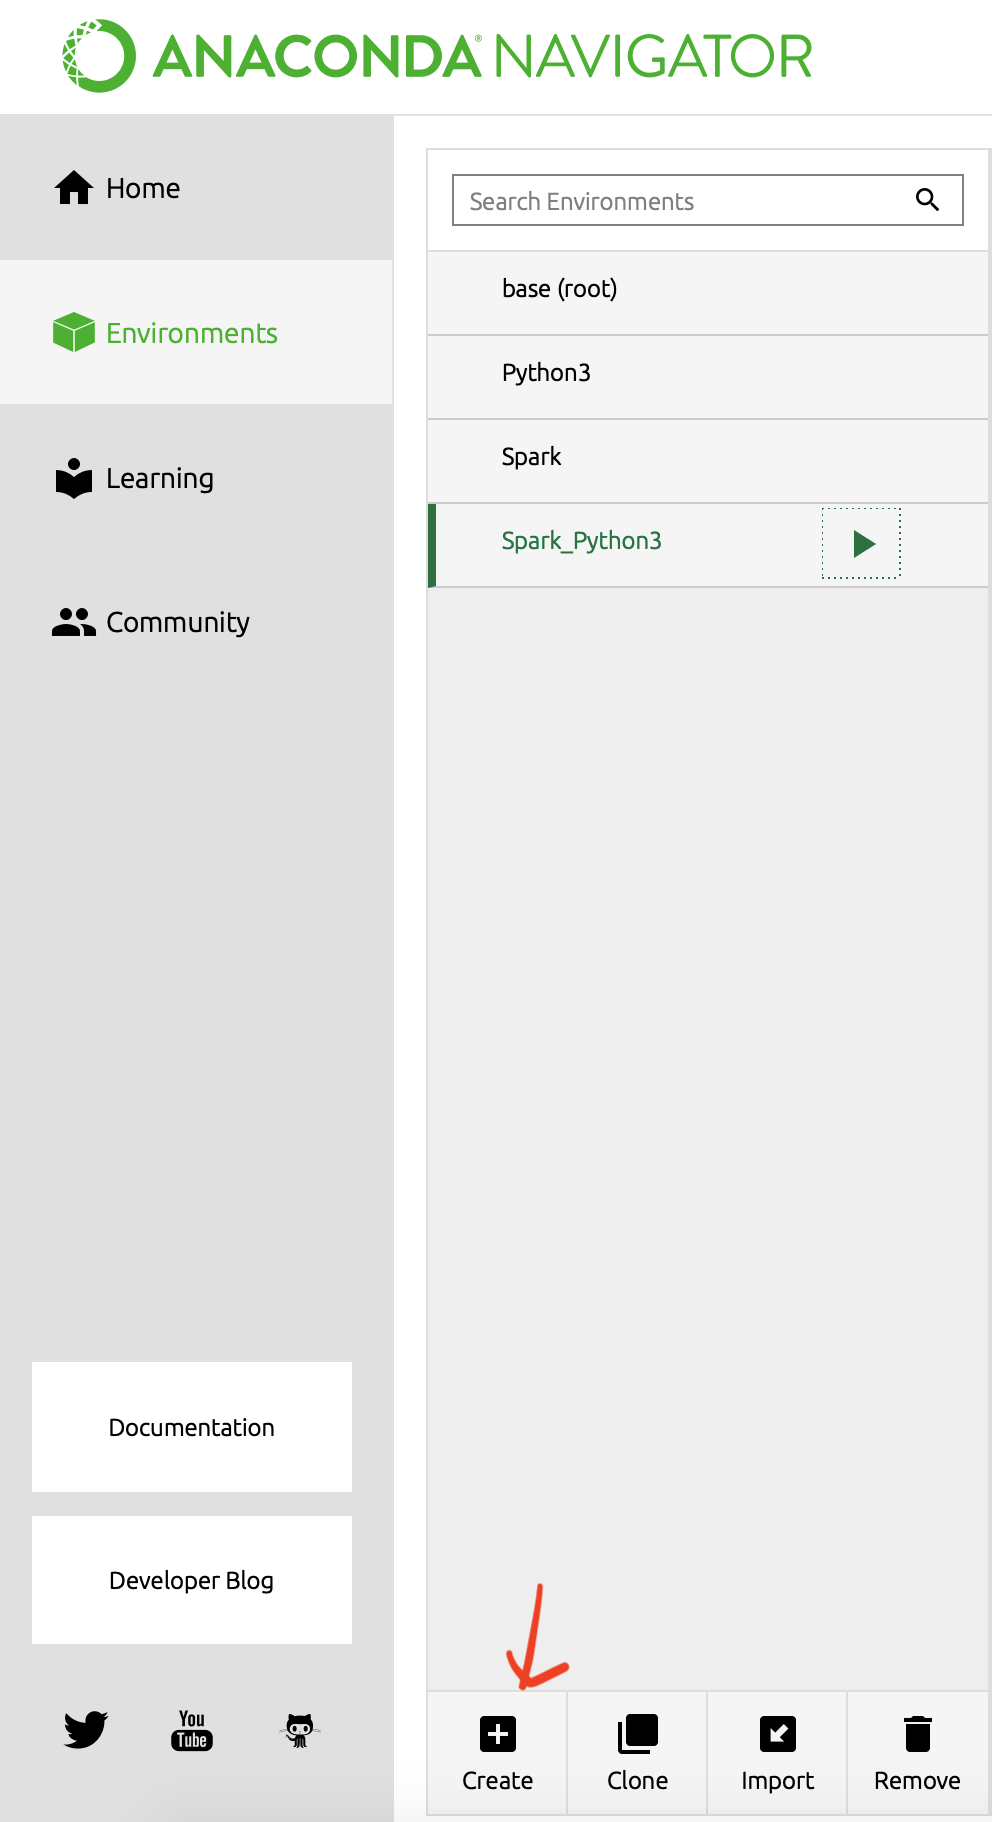 ANACONDA® NAVIGATOR
Home
Environments
Learning
Community
Documentation
Developer Blog
You
Tube
Search Environments
base (root)
Python3
Spark
Spark_Python3
Create
Clone
Import
Remove